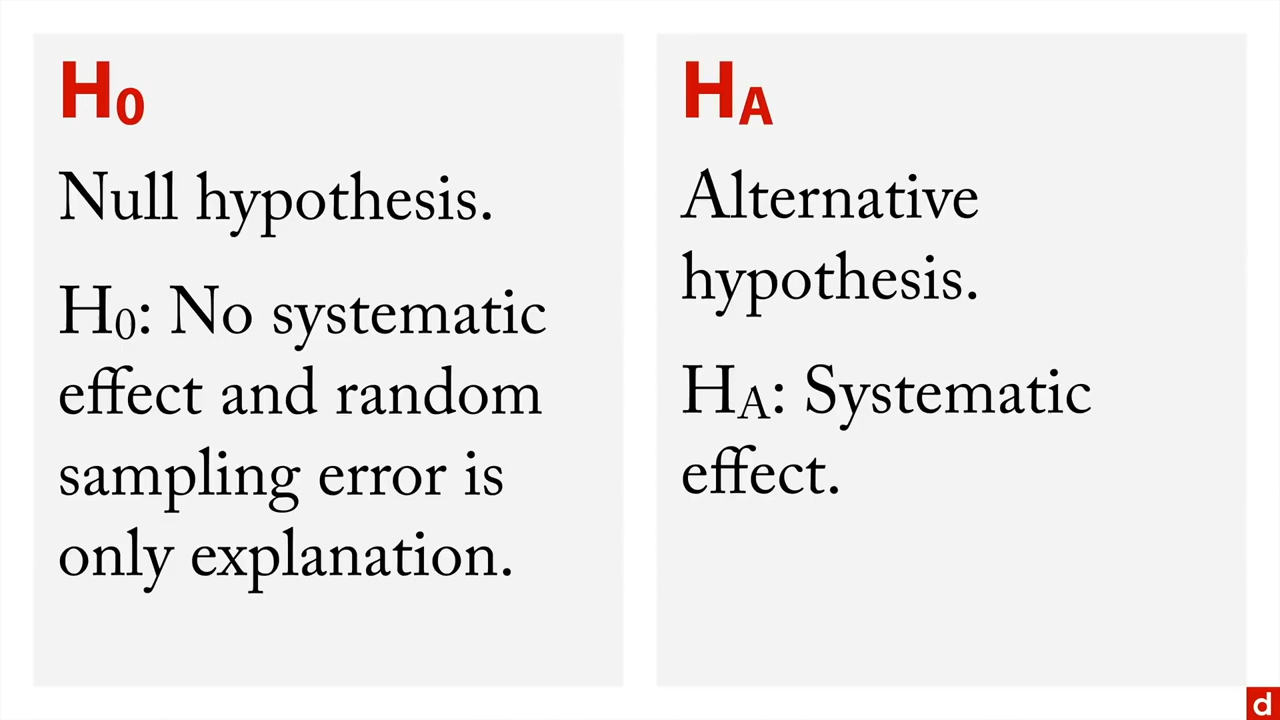 H0
Null hypothesis.
H0: No systematic
effect and random
sampling error is
only explanation.
HA
Alternative
hypothesis.
HA: Systematic
effect.
d